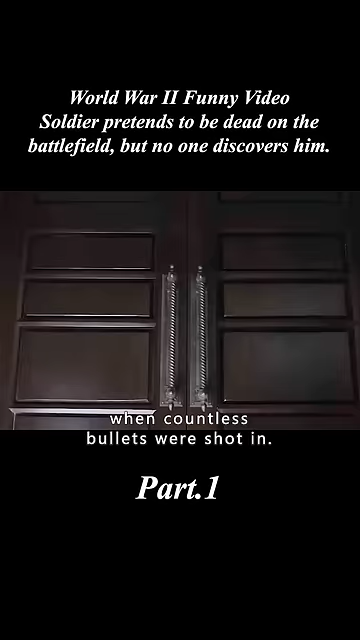 World War II Funny Video
Soldier pretends to be dead on the
battlefield, but no one discovers him.
when countless
bullets were shot in.
Part.1